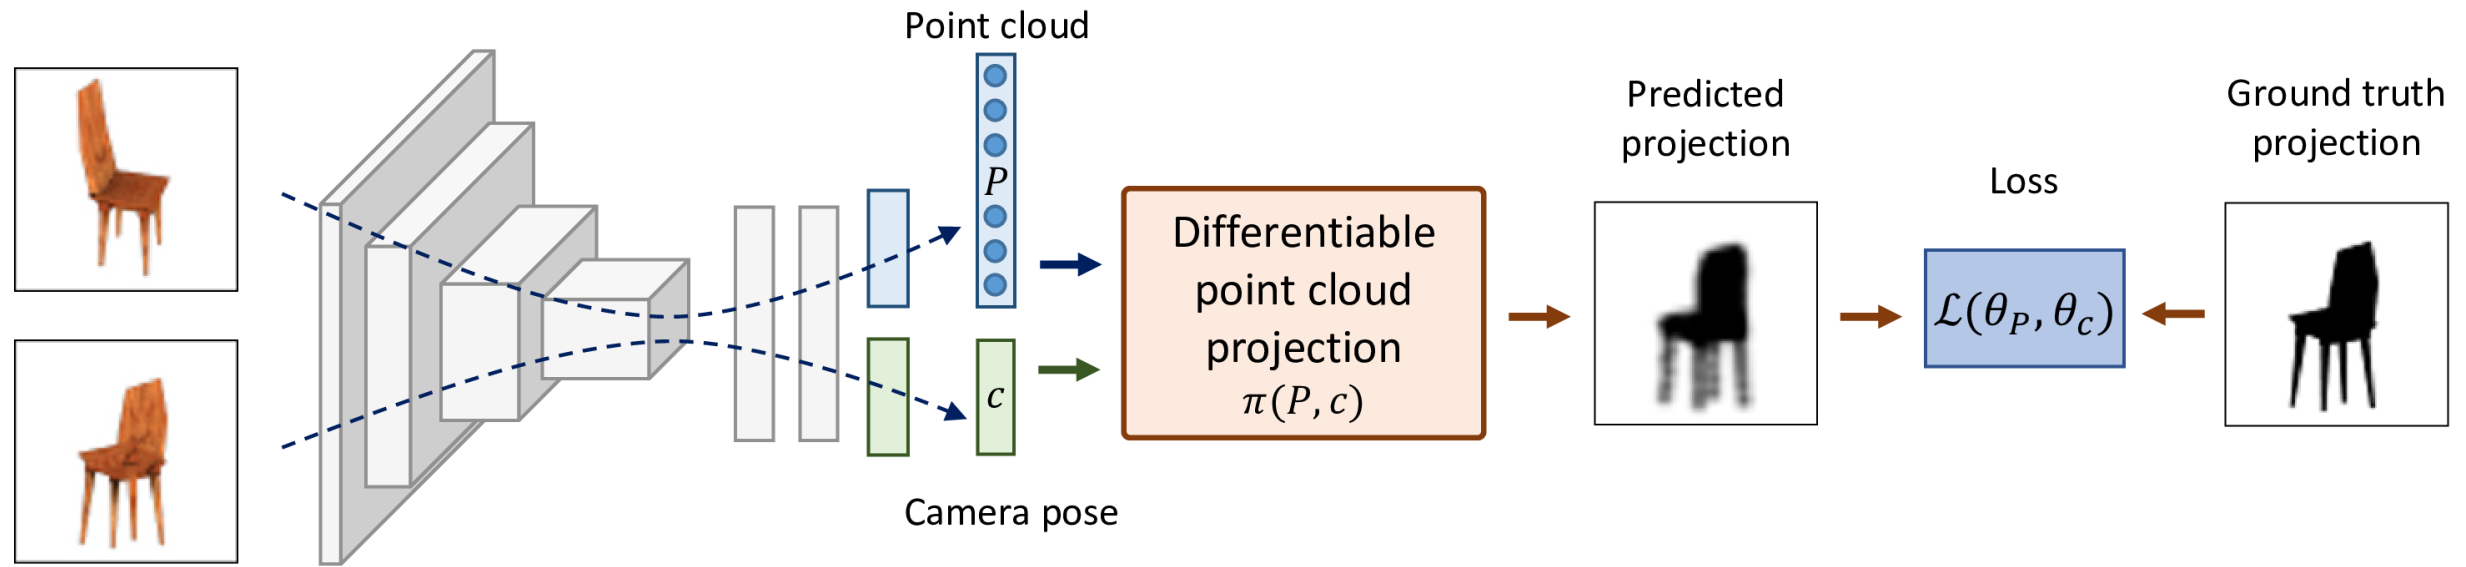 Point cloud
P
c
Camera pose
Differentiable
point cloud
projection
π(P, c)
Predicted
projection
Loss
ℒ(θ_P, θ_c)
Ground truth
projection